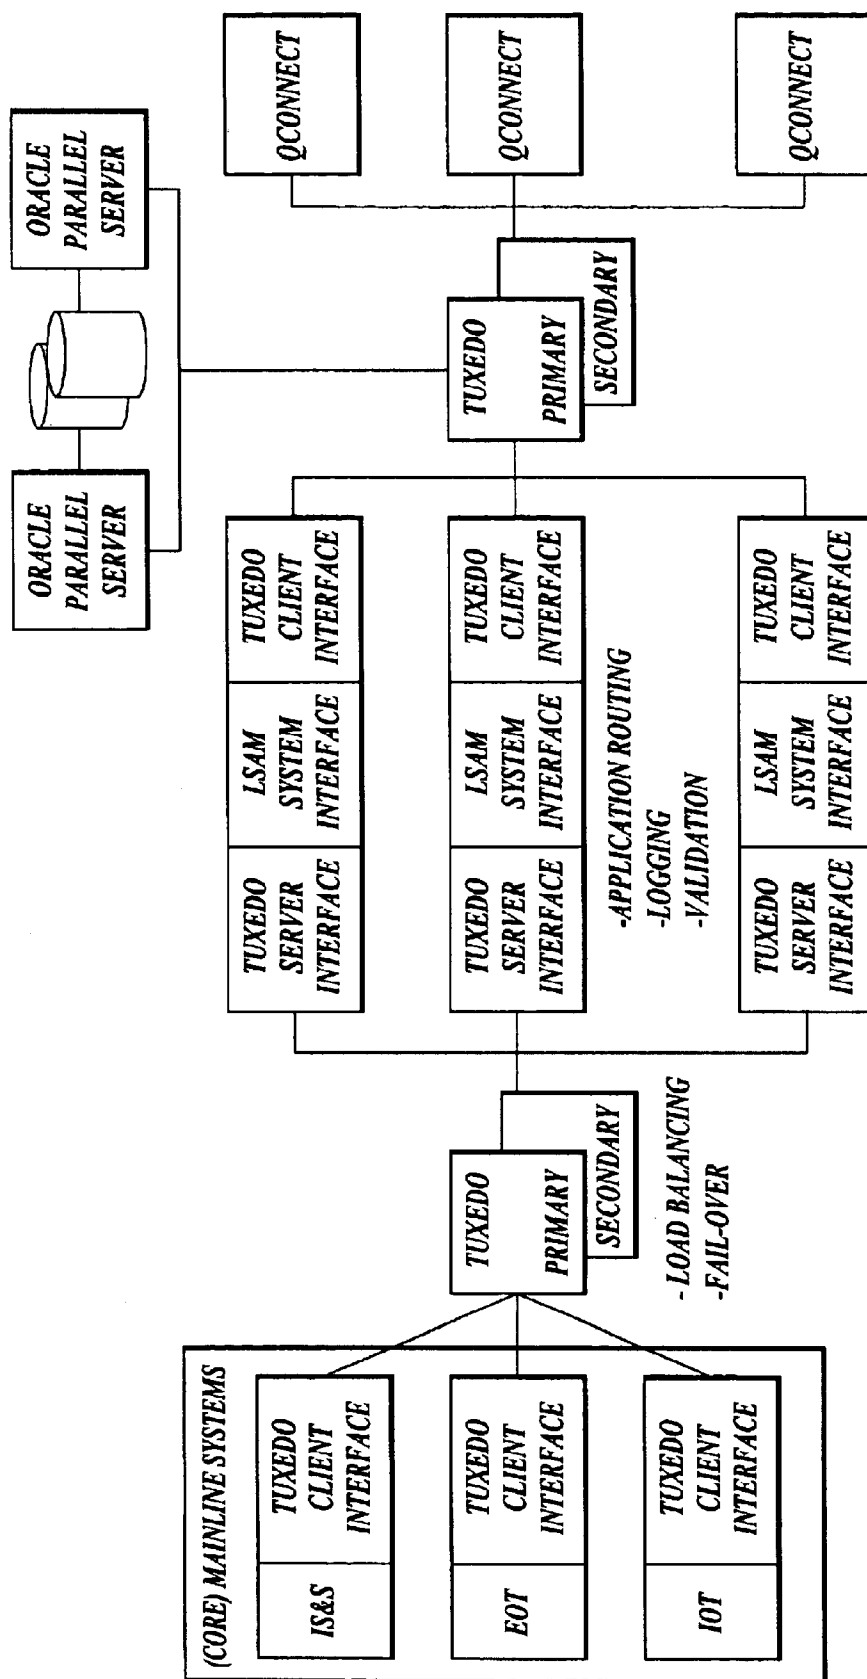 (CORE) MAINLINE SYSTEMS
IS&S
TUXEDO
CLIENT
INTERFACE
EOT
TUXEDO
CLIENT
INTERFACE
IOT
TUXEDO
CLIENT
INTERFACE
TUXEDO
PRIMARY
SECONDARY
- LOAD BALANCING
-FAIL-OVER
TUXEDO
SERVER
INTERFACE
LSAM
SYSTEM
INTERFACE
TUXEDO
CLIENT
INTERFACE
TUXEDO
SERVER
INTERFACE
LSAM
SYSTEM
INTERFACE
TUXEDO
CLIENT
INTERFACE
-APPLICATION ROUTING
-LOGGING
-VALIDATION
TUXEDO
SERVER
INTERFACE
LSAM
SYSTEM
INTERFACE
TUXEDO
CLIENT
INTERFACE
ORACLE
PARALLEL
SERVER
ORACLE
PARALLEL
SERVER
TUXEDO
PRIMARY
SECONDARY
QCONNECT
QCONNECT
QCONNECT